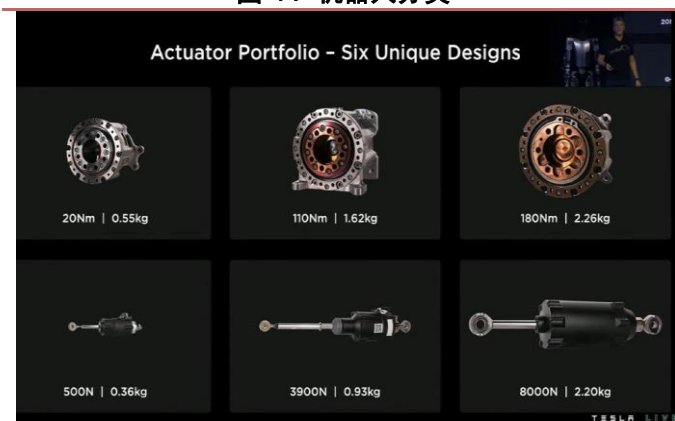 Actuator Portfolio – Six Unique Designs
20Nm | 0.55kg
110Nm | 1.62kg
180Nm | 2.26kg
500N | 0.36kg
3900N | 0.93kg
8000N | 2.20kg
TESLA LIVE